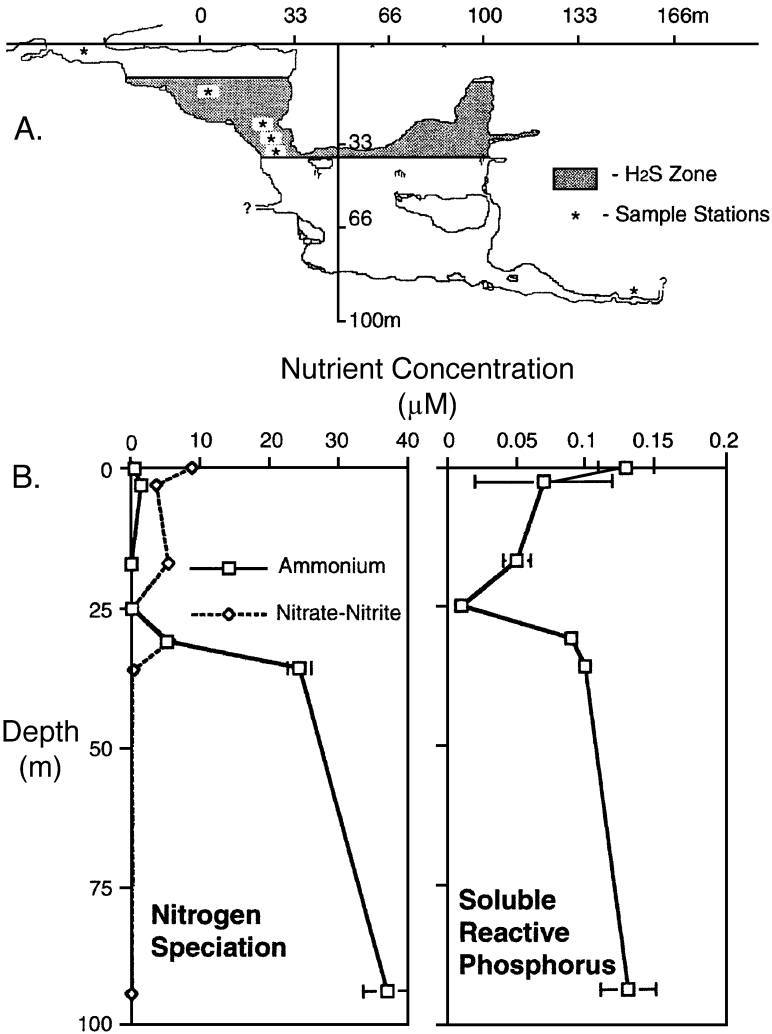 0 33 66 100 133 166m
A.
33
- H2S Zone
* - Sample Stations
?
66
?
100m
Nutrient Concentration
(μM)
0 10 20 30 40 0 0.05 0.1 0.15 0.2
B.
0
Ammonium
25
Nitrate-Nitrite
Depth
(m)
50
75
Nitrogen
Speciation
Soluble
Reactive
Phosphorus
100